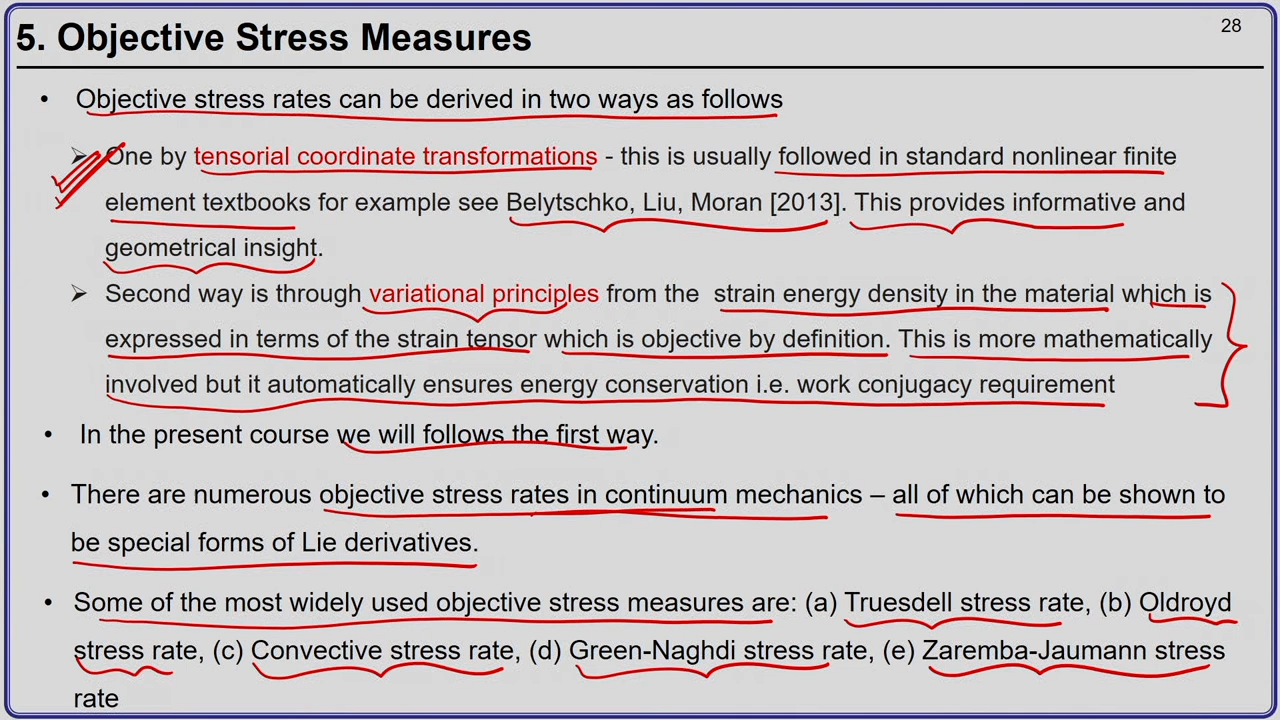 5. Objective Stress Measures
28
• Objective stress rates can be derived in two ways as follows
➢ One by tensorial coordinate transformations - this is usually followed in standard nonlinear finite
element textbooks for example see Belytschko, Liu, Moran [2013]. This provides informative and
geometrical insight.
➢ Second way is through variational principles from the strain energy density in the material which is
expressed in terms of the strain tensor which is objective by definition. This is more mathematically
involved but it automatically ensures energy conservation i.e. work conjugacy requirement
• In the present course we will follows the first way.
• There are numerous objective stress rates in continuum mechanics – all of which can be shown to
be special forms of Lie derivatives.
• Some of the most widely used objective stress measures are: (a) Truesdell stress rate, (b) Oldroyd
stress rate, (c) Convective stress rate, (d) Green-Naghdi stress rate, (e) Zaremba-Jaumann stress
rate